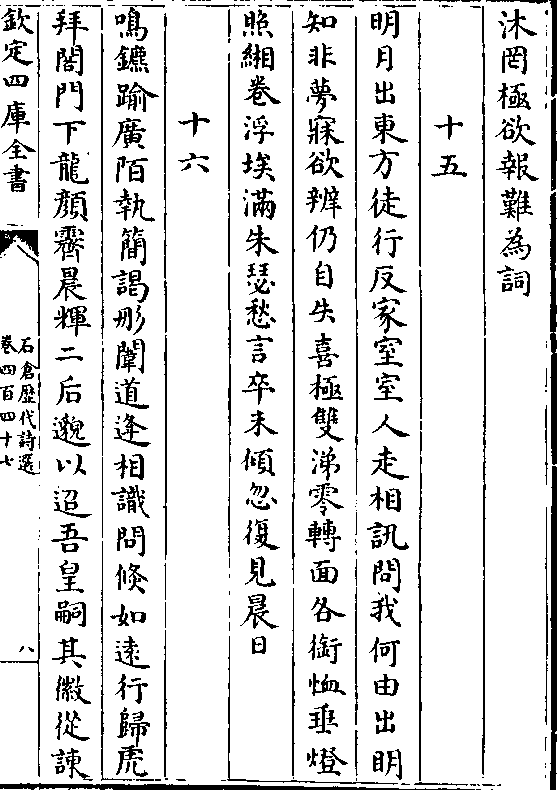 沐罔極欲報難為詞
十五
明月出東方徒行反家室室人走相訊問我何由出明
知非夢寐欲辨仍自失喜極雙涕零轉面各銜恤垂燈
照緗卷浮埃滿朱瑟愁言卒未傾忽復見晨日
十六
鳴鑣踰廣陌執簡謁彤闈道逢相識問倐如遠行歸虎
拜閤門下龍顔霽晨輝二后邈以迢吾皇嗣其徽從諫
欽定四庫全書
石倉歷代詩選
卷四百四十七
八